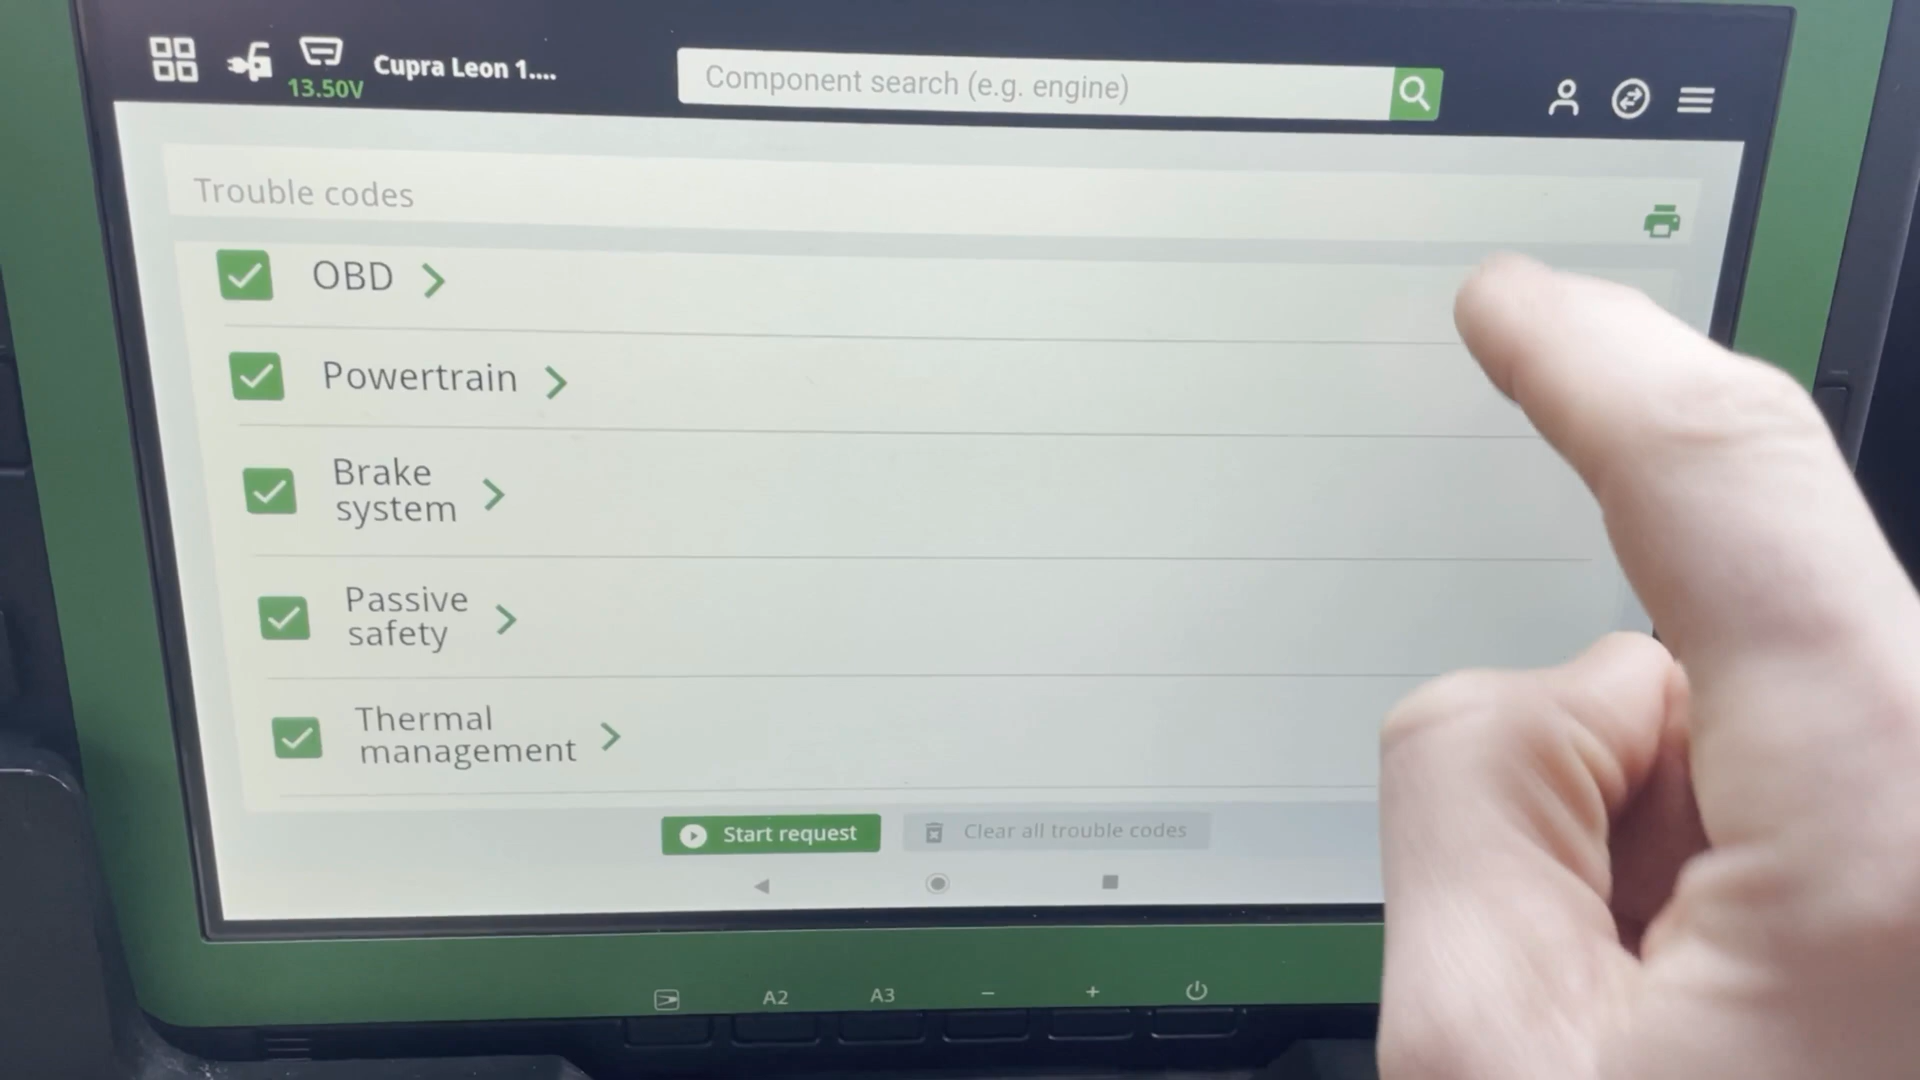 13.50V
Cupra Leon 1....
Component search (e.g. engine)
Trouble codes
OBD
Powertrain
Brake
system
Passive
safety
Thermal
management
Start request
Clear all trouble codes
A2
A3
−
+